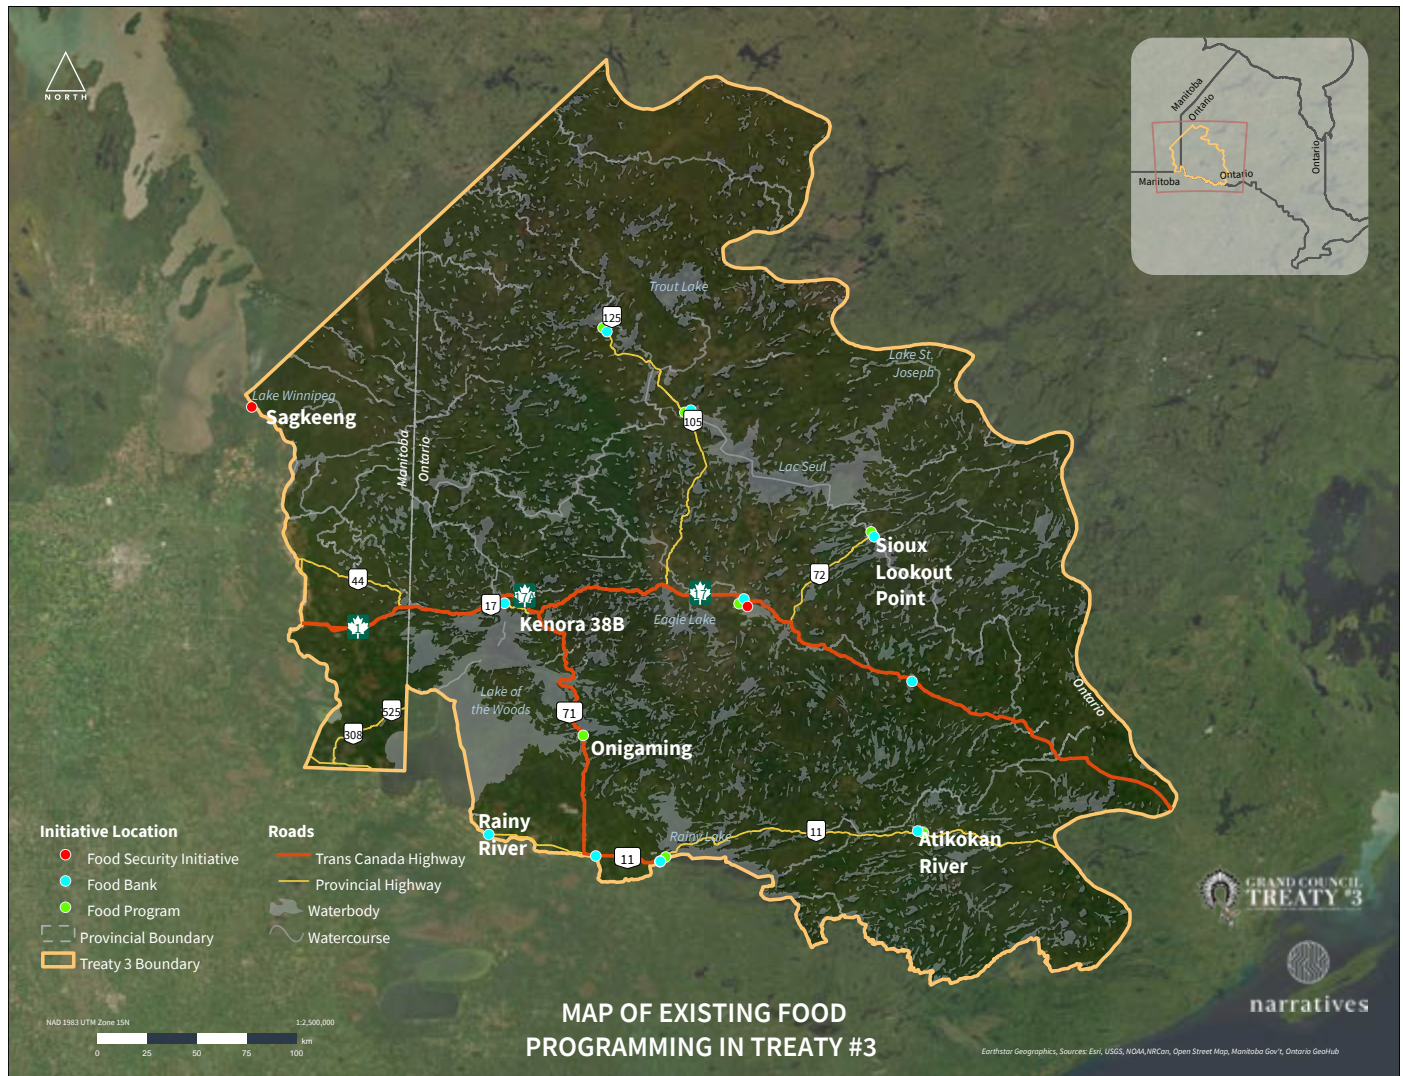 NORTH
Manitoba
Ontario
Ontario
Manitoba
Ontario
Trout Lake
125
Lake St.
Joseph
Lake Winnipeg
Sagkeeng
105
Manitoba
Ontario
Lac Seul
Sioux
Lookout
Point
72
44
17
17
17
1
Kenora 38B
Eagle Lake
Lake of
the Woods
525
308
71
Onigaming
Ontario
Rainy
River
Rainy Lake
11
11
Atikokan
River
Initiative Location
Food Security Initiative
Food Bank
Food Program
Provincial Boundary
Treaty 3 Boundary
Roads
Trans Canada Highway
Provincial Highway
Waterbody
Watercourse
GRAND COUNCIL
TREATY #3
narratives
NAD 1983 UTM Zone 15N
1:2,500,000
km
0 25 50 75 100
MAP OF EXISTING FOOD
PROGRAMMING IN TREATY #3
Earthstar Geographics, Sources: Esri, USGS, NOAA,NRCan, Open Street Map, Manitoba Gov't, Ontario GeoHub